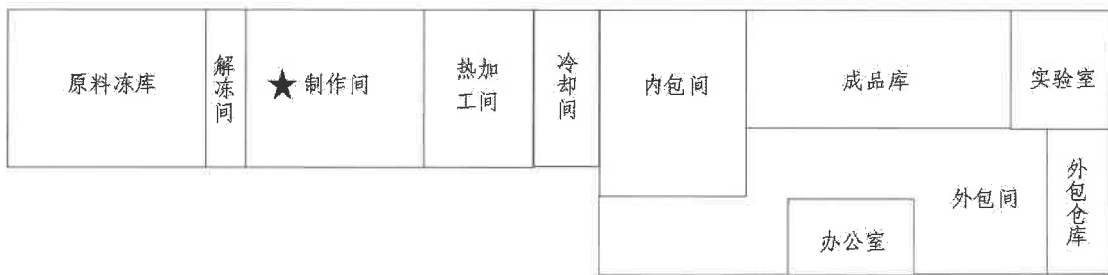 原料冻库
解冻间
★制作间
热加
工间
冷却间
内包间
成品库
实验室
外包间
外包仓库
办公室